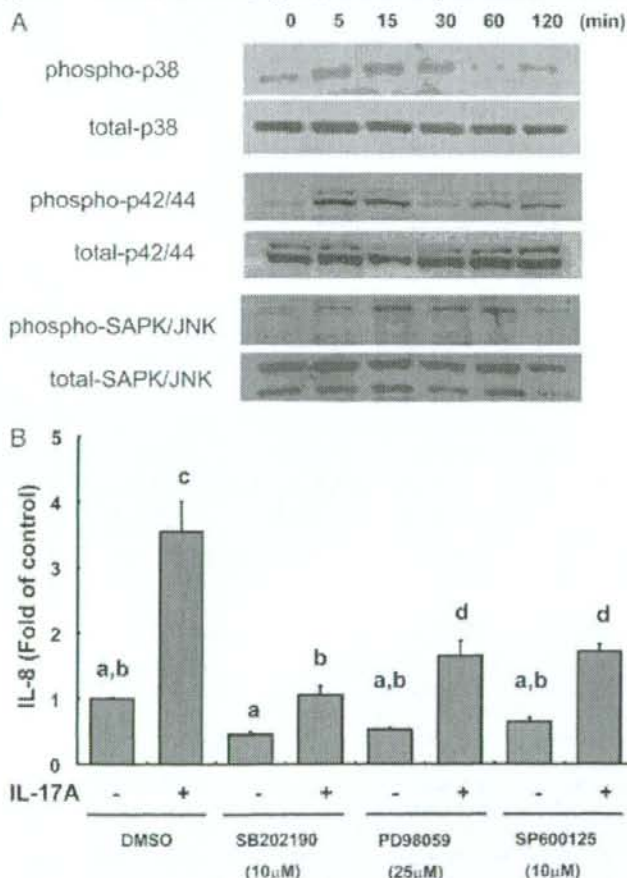 A
0 5 15 30 60 120 (min)
phospho-p38
total-p38
phospho-p42/44
total-p42/44
phospho-SAPK/JNK
total-SAPK/JNK
B
IL-8 (Fold of control)
5
4
3
2
1
0
a,b c a b a,b d a,b d
IL-17A - + - + - + - +
DMSO SB202190 PD98059 SP600125
(10μM) (25μM) (10μM)